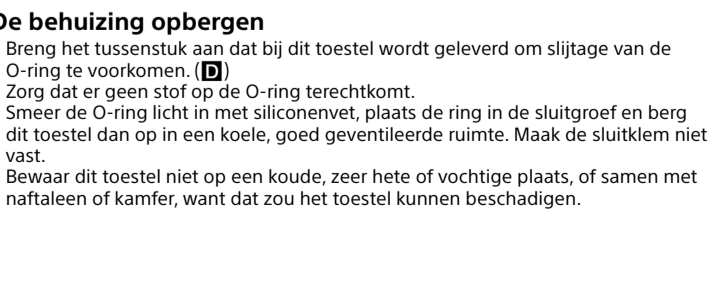 De behuizing opbergen
Breng het tussenstuk aan dat bij dit toestel wordt geleverd om slijtage van de
O-ring te voorkomen. (D)
Zorg dat er geen stof op de O-ring terechtkomt.
Smeer de O-ring licht in met siliconenvet, plaats de ring in de sluitgroef en berg
dit toestel dan op in een koele, goed geventileerde ruimte. Maak de sluitklem niet
vast.
Bewaar dit toestel niet op een koude, zeer hete of vochtige plaats, of samen met
naftaleen of kamfer, want dat zou het toestel kunnen beschadigen.